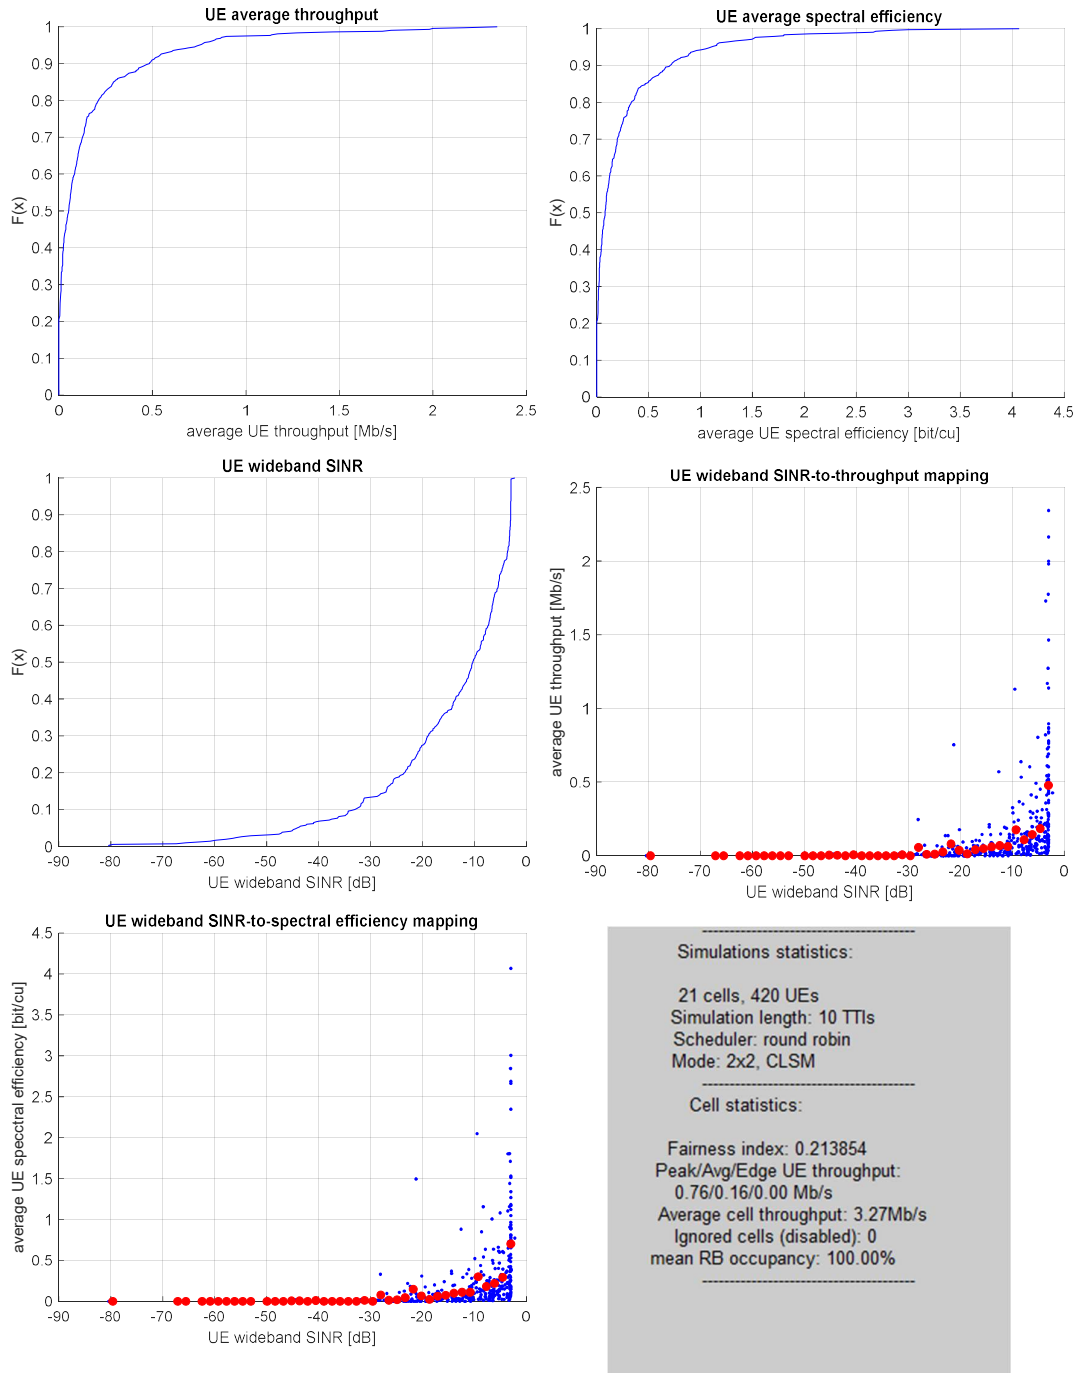 UE average throughput
1
0.9
0.8
0.7
0.6
0.5
0.4
0.3
0.2
0.1
0
F(x)
0 0.5 1 1.5 2 2.5
average UE throughput [Mb/s]
UE average spectral efficiency
1
0.9
0.8
0.7
0.6
0.5
0.4
0.3
0.2
0.1
0
F(x)
0 0.5 1 1.5 2 2.5 3 3.5 4 4.5
average UE spectral efficiency [bit/cu]
UE wideband SINR
1
0.9
0.8
0.7
0.6
0.5
0.4
0.3
0.2
0.1
0
F(x)
-90 -80 -70 -60 -50 -40 -30 -20 -10 0
UE wideband SINR [dB]
UE wideband SINR-to-throughput mapping
2.5
2
1.5
1
0.5
0
average UE throughput [Mb/s]
-90 -80 -70 -60 -50 -40 -30 -20 -10 0
UE wideband SINR [dB]
UE wideband SINR-to-spectral efficiency mapping
4.5
4
3.5
3
2.5
2
1.5
1
0.5
0
average UE specctral efficiency [bit/cu]
-90 -80 -70 -60 -50 -40 -30 -20 -10 0
UE wideband SINR [dB]
Simulations statistics:
21 cells, 420 UEs
Simulation length: 10 TTIs
Scheduler: round robin
Mode: 2x2, CLSM
Cell statistics:
Fairness index: 0.213854
Peak/Avg/Edge UE throughput:
0.76/0.16/0.00 Mb/s
Average cell throughput: 3.27Mb/s
Ignored cells (disabled): 0
mean RB occupancy: 100.00%